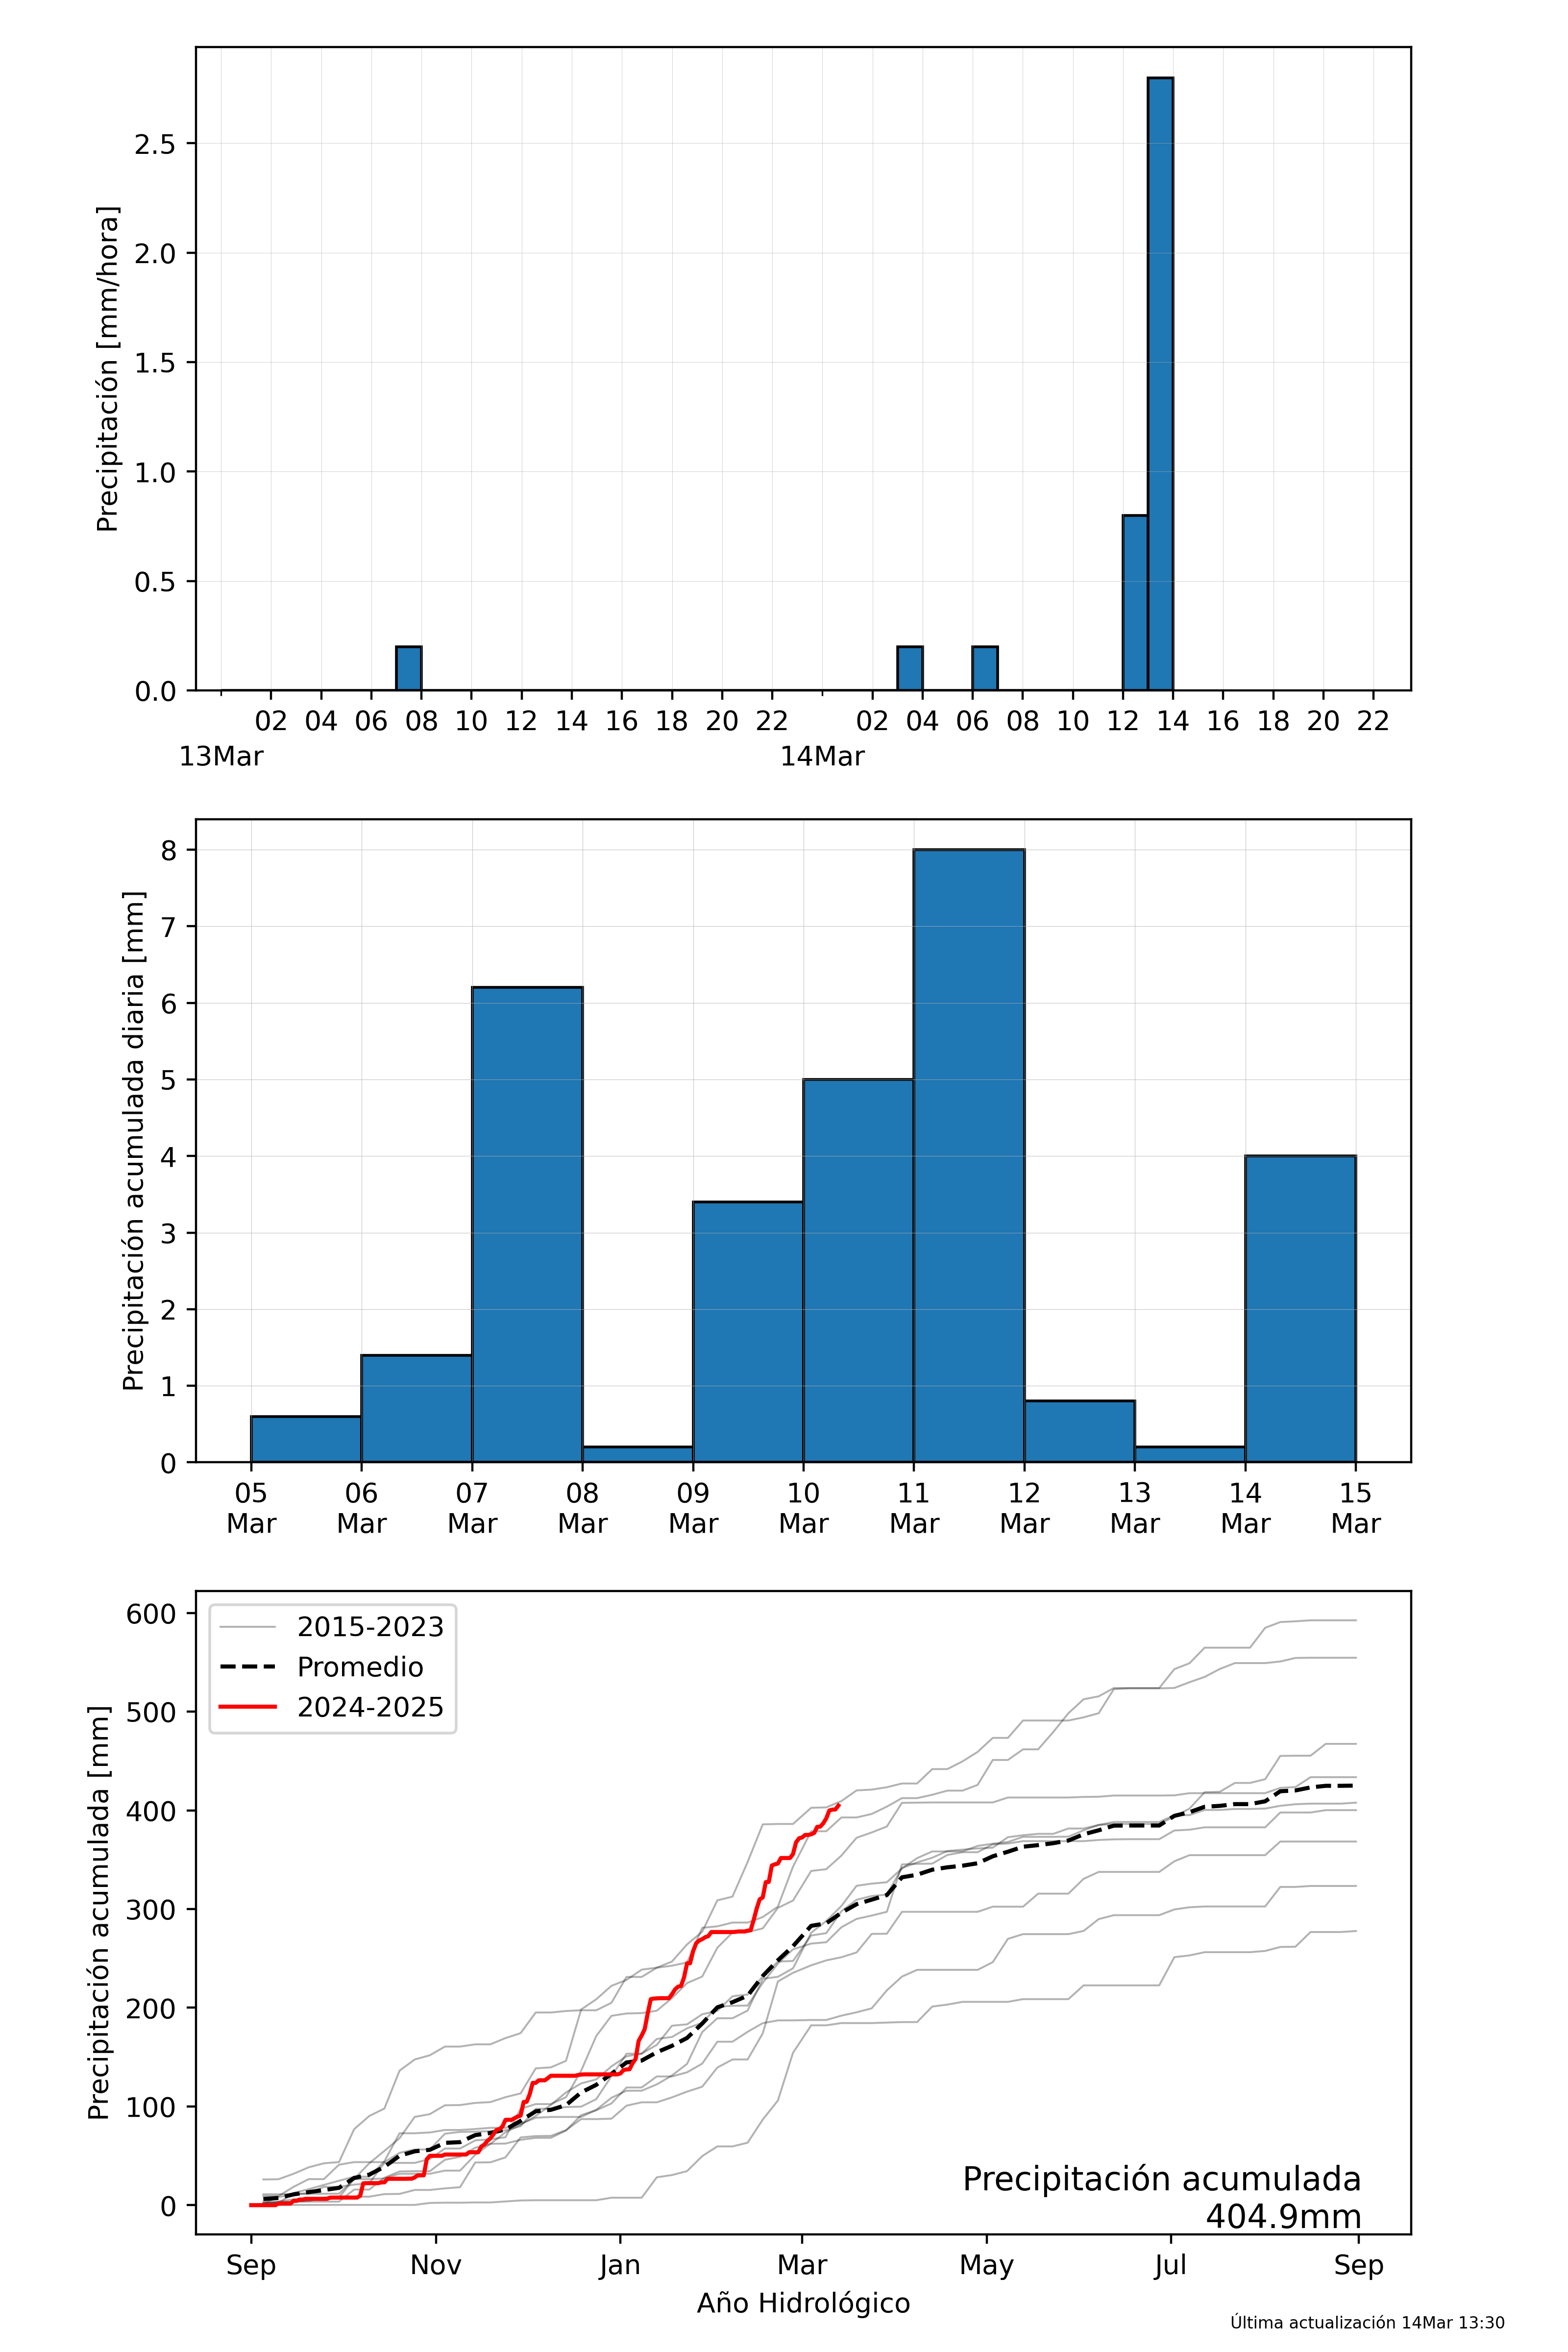 Precipitación [mm/hora]
2.5
2.0
1.5
1.0
0.5
0.0
02 04 06 08 10 12 14 16 18 20 22 02 04 06 08 10 12 14 16 18 20 22
13Mar 14Mar
Precipitación acumulada diaria [mm]
8
7
6
5
4
3
2
1
0
05 06 07 08 09 10 11 12 13 14 15
Mar Mar Mar Mar Mar Mar Mar Mar Mar Mar Mar
Precipitación acumulada [mm]
600
500
400
300
200
100
0
2015-2023
Promedio
2024-2025
Precipitación acumulada
404.9mm
Sep Nov Jan Mar May Jul Sep
Año Hidrológico
Última actualización 14Mar 13:30